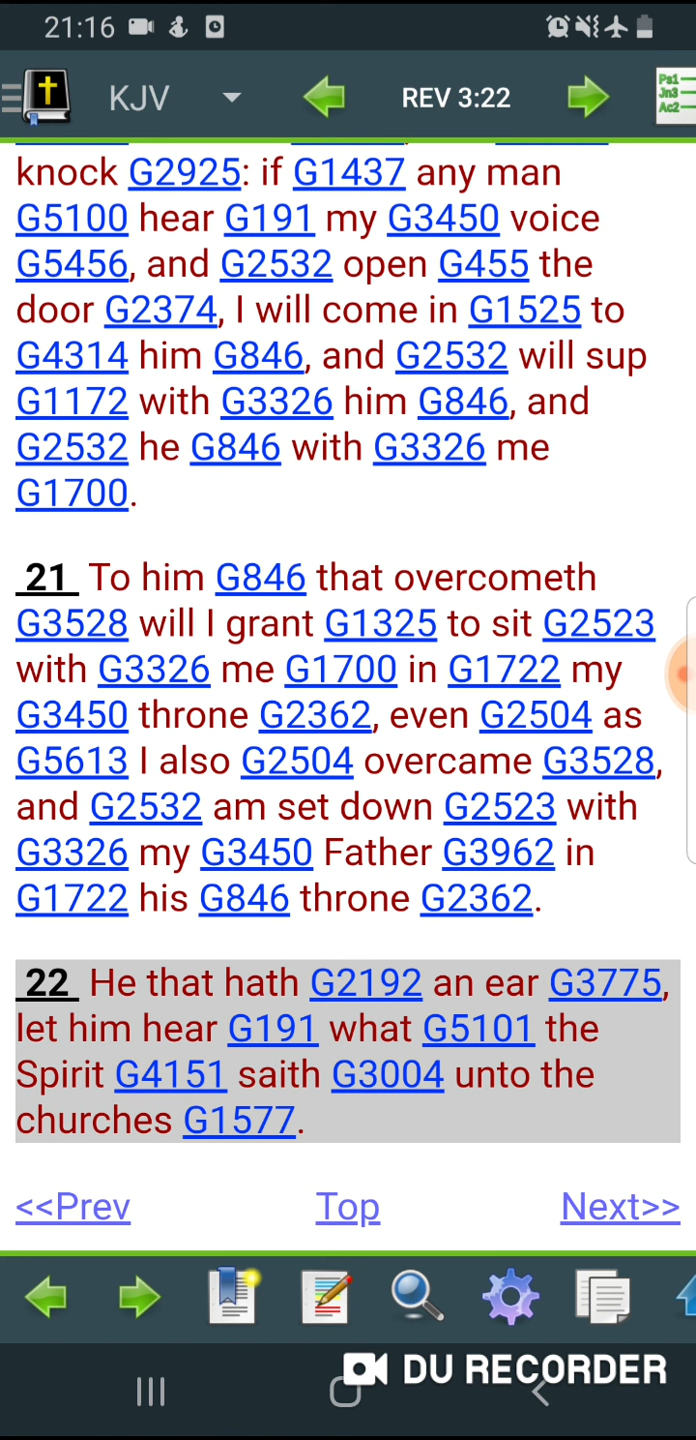 21:16
KJV
REV 3:22
Ps1
Jn3
Ac2
knock G2925: if G1437 any man
G5100 hear G191 my G3450 voice
G5456, and G2532 open G455 the
door G2374, I will come in G1525 to
G4314 him G846, and G2532 will sup
G1172 with G3326 him G846, and
G2532 he G846 with G3326 me
G1700.
21 To him G846 that overcometh
G3528 will I grant G1325 to sit G2523
with G3326 me G1700 in G1722 my
G3450 throne G2362, even G2504 as
G5613 I also G2504 overcame G3528,
and G2532 am set down G2523 with
G3326 my G3450 Father G3962 in
G1722 his G846 throne G2362.
22 He that hath G2192 an ear G3775,
let him hear G191 what G5101 the
Spirit G4151 saith G3004 unto the
churches G1577.
<<Prev Top Next>>
DU RECORDER